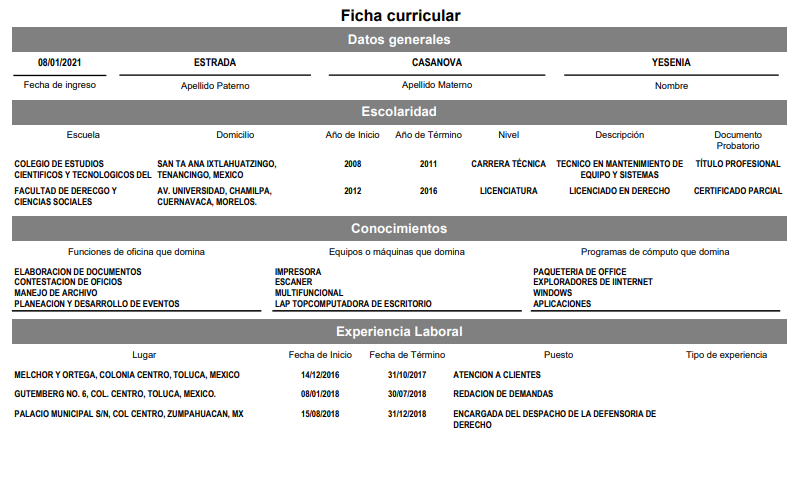 Ficha curricular
Datos generales
08/01/2021 ESTRADA CASANOVA YESENIA
Fecha de ingreso Apellido Paterno Apellido Materno Nombre
Escolaridad
Escuela Domicilio Año de Inicio Año de Término Nivel Descripción Documento
Probatorio
COLEGIO DE ESTUDIOS SAN TA ANA IXTLAHUATZINGO, 2008 2011 CARRERA TÉCNICA TECNICO EN MANTENIMIENTO DE TÍTULO PROFESIONAL
CIENTIFICOS Y TECNOLOGICOS DEL TENANCINGO, MEXICO EQUIPO Y SISTEMAS
FACULTAD DE DERECGO Y AV. UNIVERSIDAD, CHAMILPA, 2012 2016 LICENCIATURA LICENCIADO EN DERECHO CERTIFICADO PARCIAL
CIENCIAS SOCIALES CUERNAVACA, MORELOS.
Conocimientos
Funciones de oficina que domina Equipos o máquinas que domina Programas de cómputo que domina
ELABORACION DE DOCUMENTOS IMPRESORA PAQUETERIA DE OFFICE
CONTESTACION DE OFICIOS ESCANER EXPLORADORES DE IINTERNET
MANEJO DE ARCHIVO MULTIFUNCIONAL WINDOWS
PLANEACION Y DESARROLLO DE EVENTOS LAP TOPCOMPUTADORA DE ESCRITORIO APLICACIONES
Experiencia Laboral
Lugar Fecha de Inicio Fecha de Término Puesto Tipo de experiencia
MELCHOR Y ORTEGA, COLONIA CENTRO, TOLUCA, MEXICO 14/12/2016 31/10/2017 ATENCION A CLIENTES
GUTEMBERG NO. 6, COL. CENTRO, TOLUCA, MEXICO. 08/01/2018 30/07/2018 REDACION DE DEMANDAS
PALACIO MUNICIPAL S/N, COL CENTRO, ZUMPAHUACAN, MX 15/08/2018 31/12/2018 ENCARGADA DEL DESPACHO DE LA DEFENSORIA DE
DERECHO